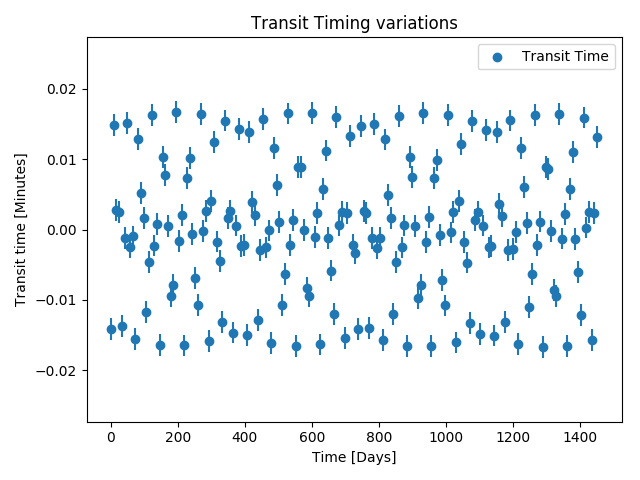 Transit Timing variations
Transit Time
0.02
0.01
0.00
−0.01
−0.02
Transit time [Minutes]
0 200 400 600 800 1000 1200 1400
Time [Days]